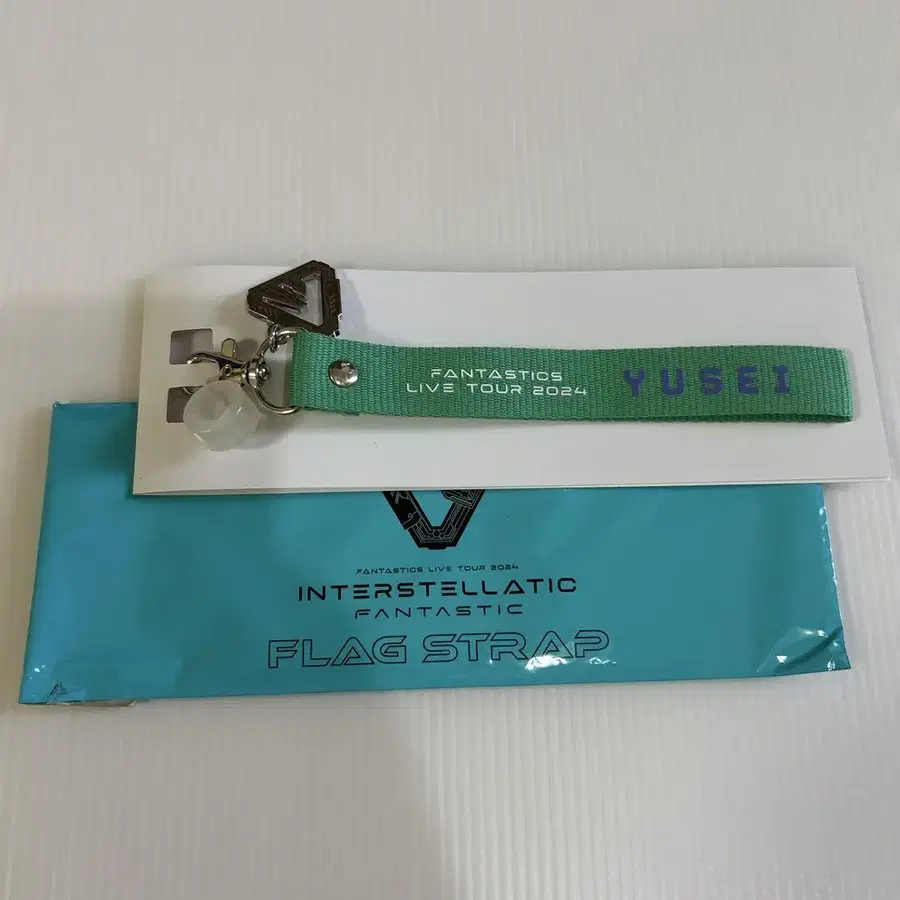 FANTASTICS
LIVE TOUR 2024
YUSEI
FANTASTICS LIVE TOUR 2024
INTERSTELLATIC
FANTASTIC
FLAG STRAP